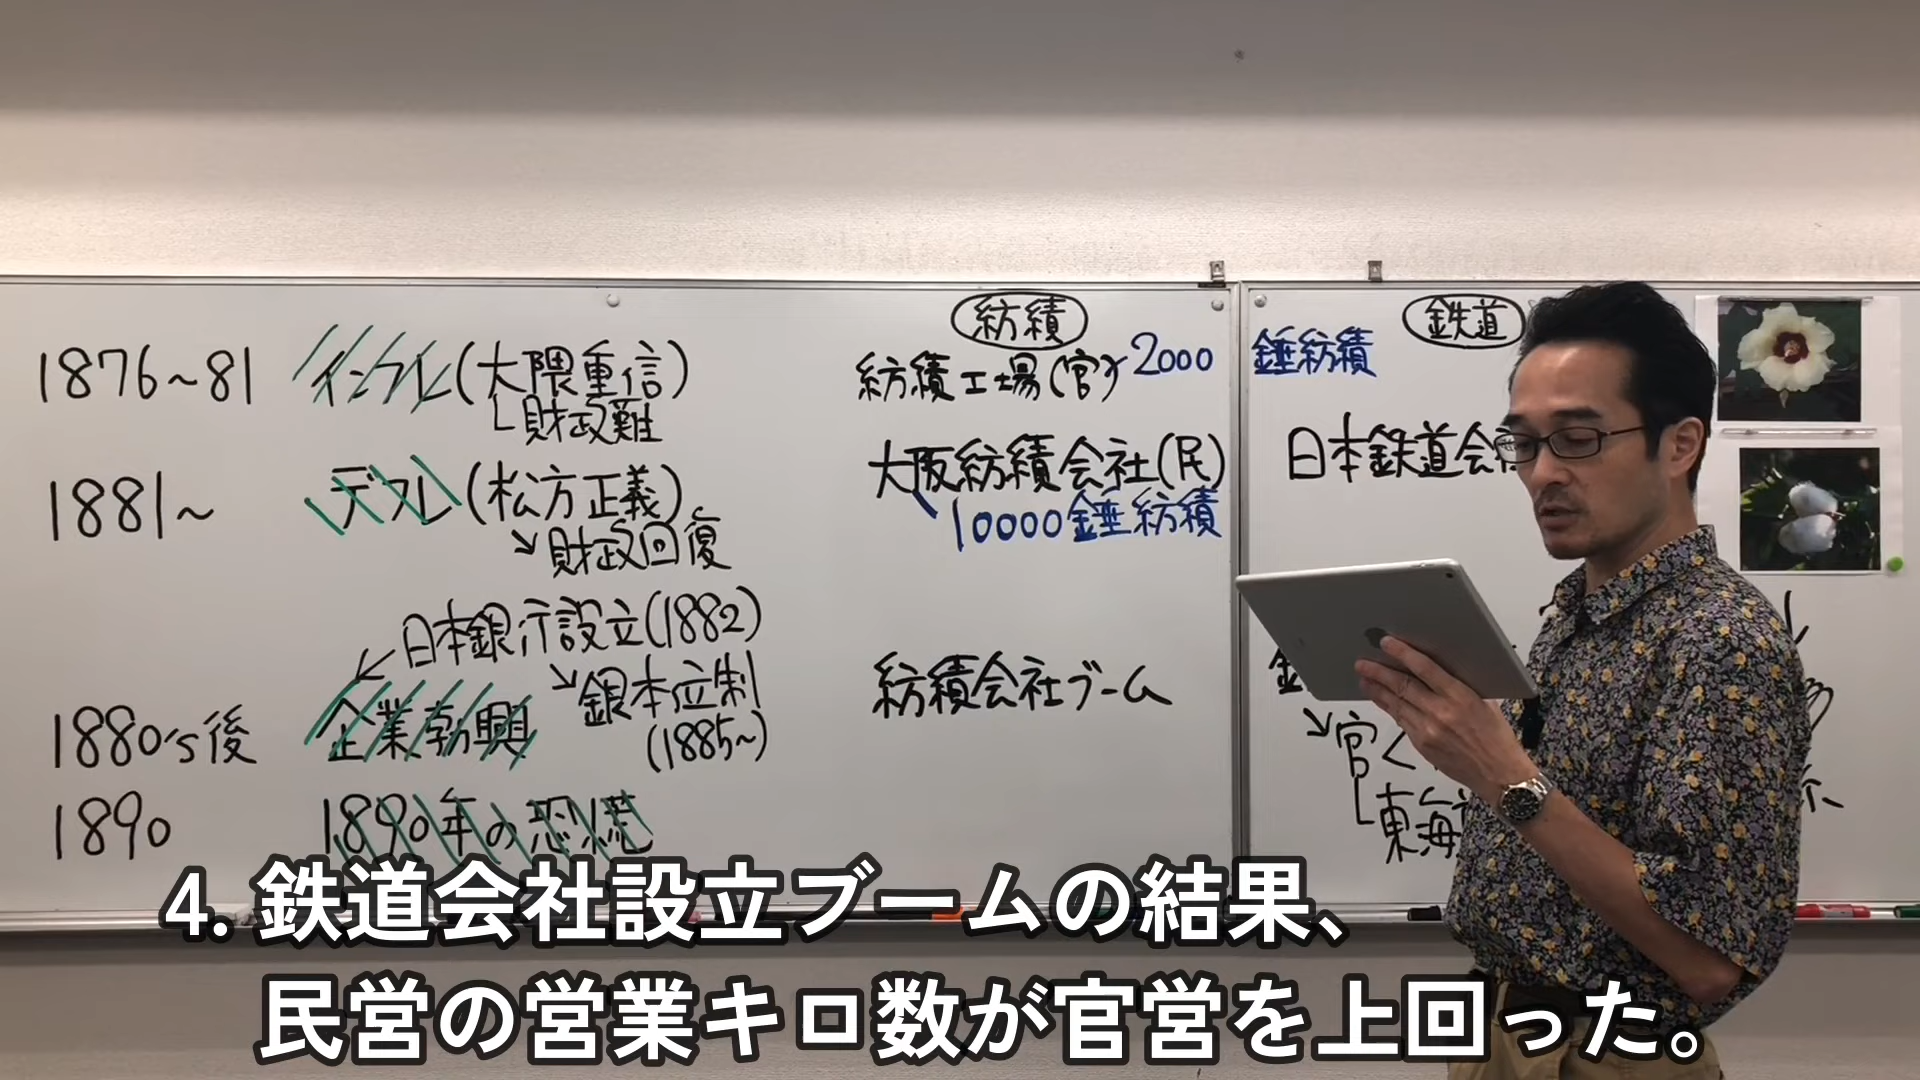 1876~81 インフレ(大隈重信)
財政難
1881~ デフレ(松方正義)
財政回復
日本銀行設立(1882)
銀本位制
(1885~)
1880's後 企業勃興
1890 1890年の恐慌
紡績
紡績工場(官) 2000錘紡績
大阪紡績会社(民)
10000錘紡績
紡績会社ブーム
鉄道
日本鉄道会社
官<
東海
4. 鉄道会社設立ブームの結果、
民営の営業キロ数が官営を上回った。